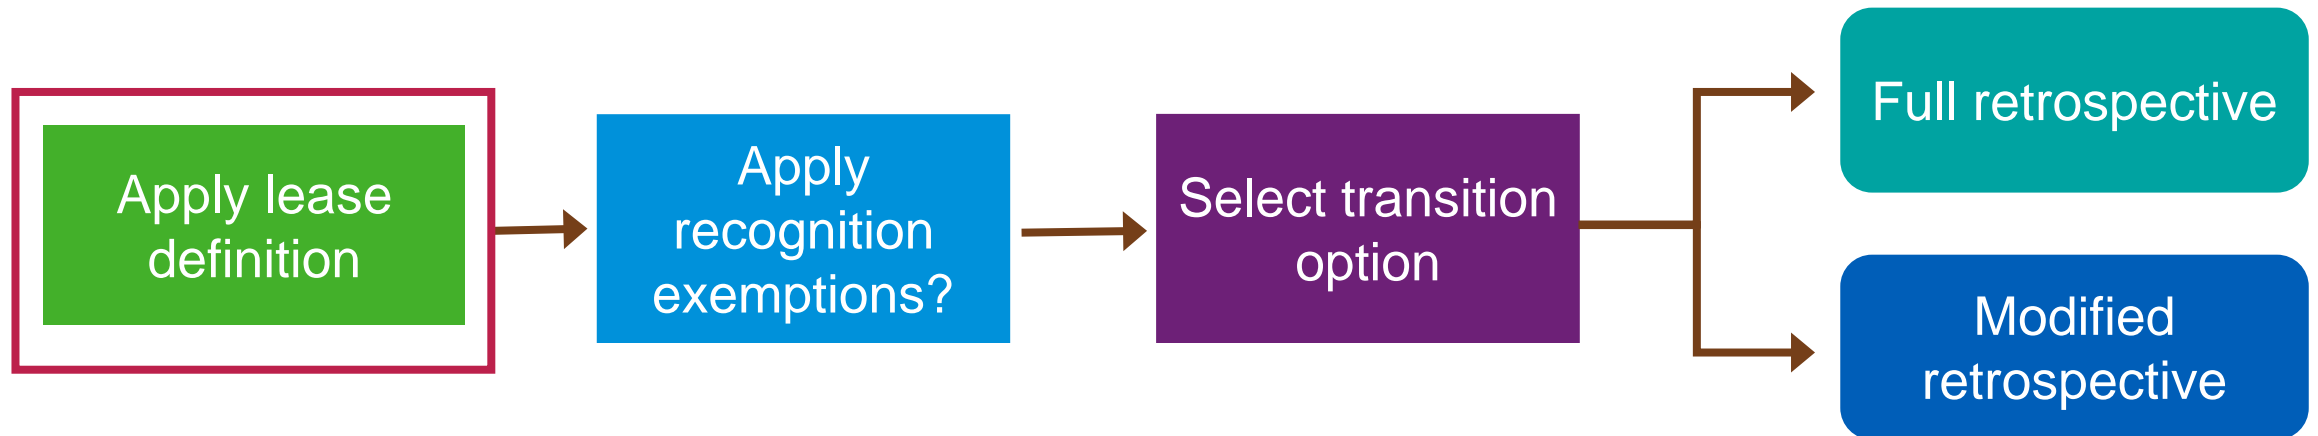 Apply lease
definition
Apply
recognition
exemptions?
Select transition
option
Full retrospective
Modified
retrospective